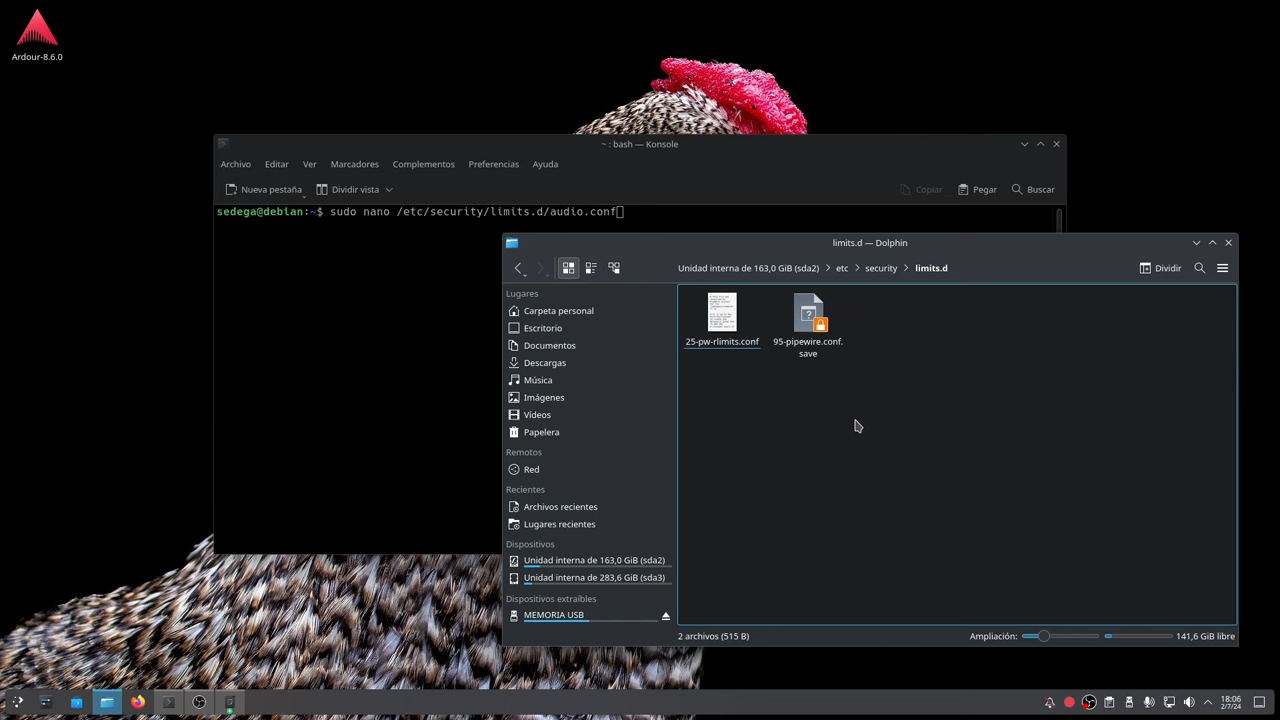 Ardour-8.6.0
~ : bash — Konsole
Archivo Editar Ver Marcadores Complementos Preferencias Ayuda
Nueva pestaña Dividir vista Copiar Pegar Buscar
sedega@debian:~$ sudo nano /etc/security/limits.d/audio.conf
limits.d — Dolphin
Unidad interna de 163,0 GiB (sda2) etc security limits.d Dividir
Lugares
Carpeta personal
Escritorio
Documentos
Descargas
Música
Imágenes
Vídeos
Papelera
Remotos
Red
Recientes
Archivos recientes
Lugares recientes
Dispositivos
Unidad interna de 163,0 GiB (sda2)
Unidad interna de 283,6 GiB (sda3)
Dispositivos extraíbles
MEMORIA USB
25-pw-rlimits.conf
95-pipewire.conf.
save
2 archivos (515 B) Ampliación: 141,6 GiB libre
18:06
2/7/24